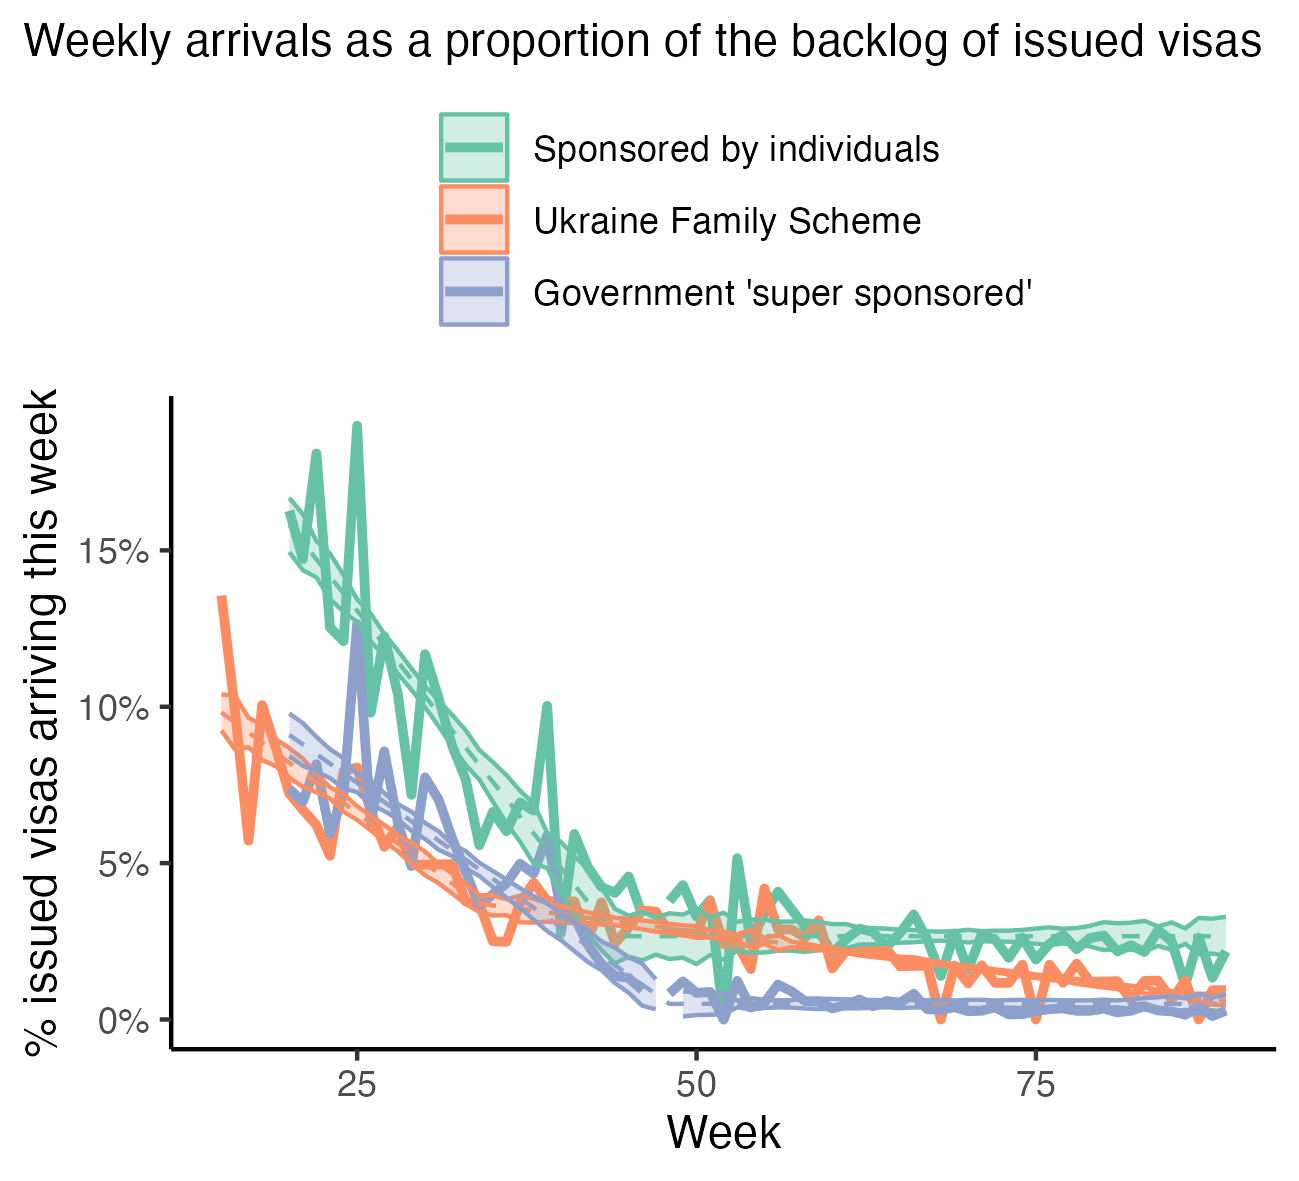 Weekly arrivals as a proportion of the backlog of issued visas
Sponsored by individuals
Ukraine Family Scheme
Government 'super sponsored'
% issued visas arriving this week
15%
10%
5%
0%
25 50 75
Week